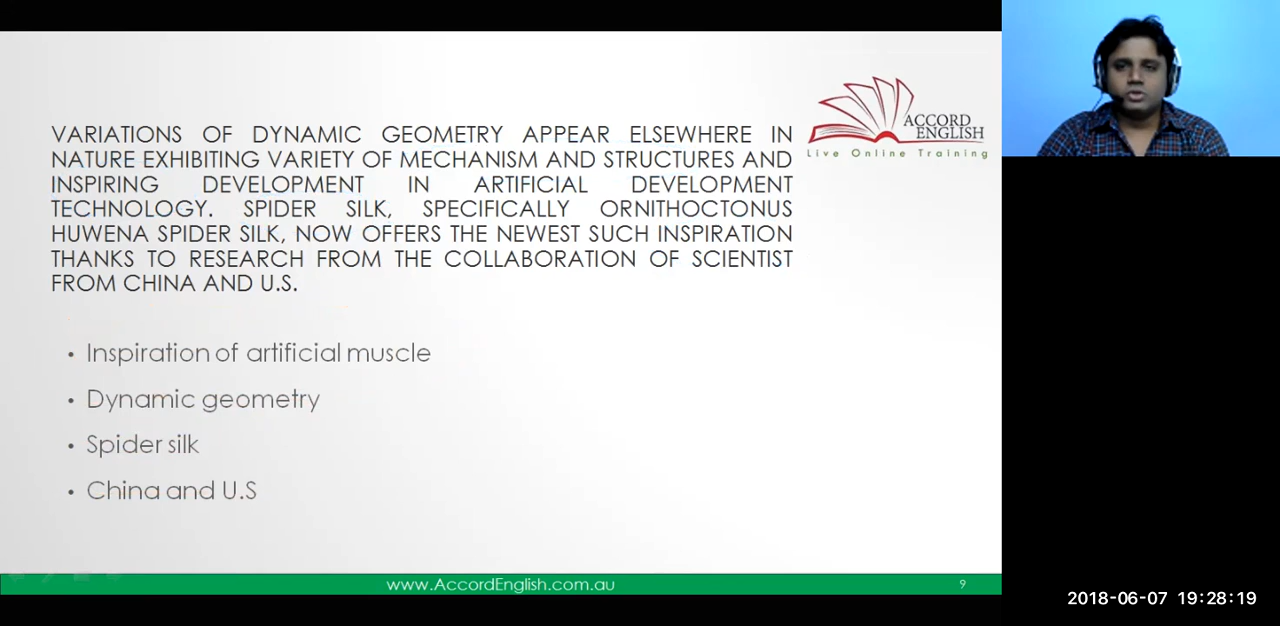 VARIATIONS OF DYNAMIC GEOMETRY APPEAR ELSEWHERE IN
NATURE EXHIBITING VARIETY OF MECHANISM AND STRUCTURES AND
INSPIRING DEVELOPMENT IN ARTIFICIAL DEVELOPMENT
TECHNOLOGY. SPIDER SILK, SPECIFICALLY ORNITHOCTONUS
HUWENA SPIDER SILK, NOW OFFERS THE NEWEST SUCH INSPIRATION
THANKS TO RESEARCH FROM THE COLLABORATION OF SCIENTIST
FROM CHINA AND U.S.
ACCORD
ENGLISH
Live Online Training
• Inspiration of artificial muscle
• Dynamic geometry
• Spider silk
• China and U.S
www.AccordEnglish.com.au
9
2018-06-07 19:28:19